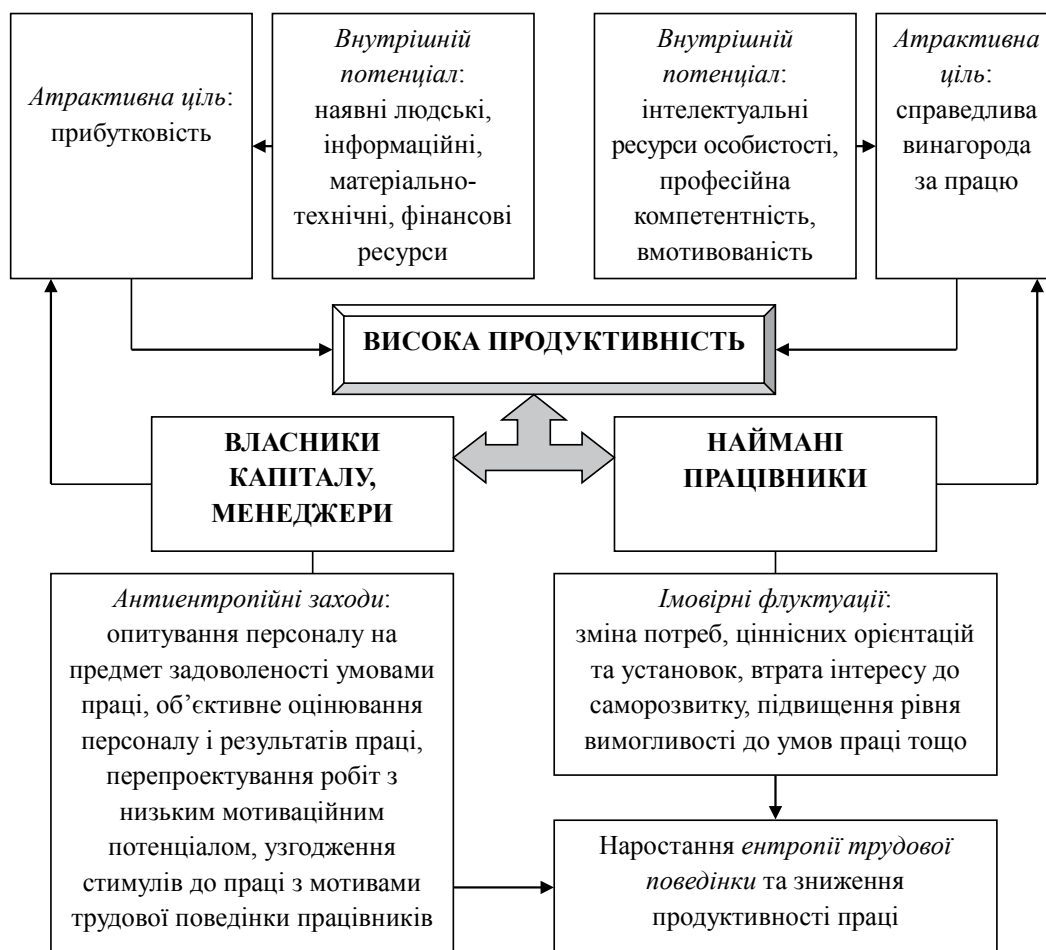 Атрактивна ціль:
прибутковість
Внутрішній
потенціал:
наявні людські,
інформаційні,
матеріально-
технічні, фінансові
ресурси
Внутрішній
потенціал:
інтелектуальні
ресурси особистості,
професійна
компетентність,
вмотивованість
Атрактивна
ціль:
справедлива
винагорода
за працю
ВИСОКА ПРОДУКТИВНІСТЬ
ВЛАСНИКИ
КАПІТАЛУ,
МЕНЕДЖЕРИ
НАЙМАНІ
ПРАЦІВНИКИ
Антиентропійні заходи:
опитування персоналу на
предмет задоволеності умовами
праці, об’єктивне оцінювання
персоналу і результатів праці,
перепроектування робіт з
низьким мотиваційним
потенціалом, узгодження
стимулів до праці з мотивами
трудової поведінки працівників
Імовірні флуктуації:
зміна потреб, ціннісних орієнтацій
та установок, втрата інтересу до
саморозвитку, підвищення рівня
вимогливості до умов праці тощо
Наростання ентропії трудової
поведінки та зниження
продуктивності праці